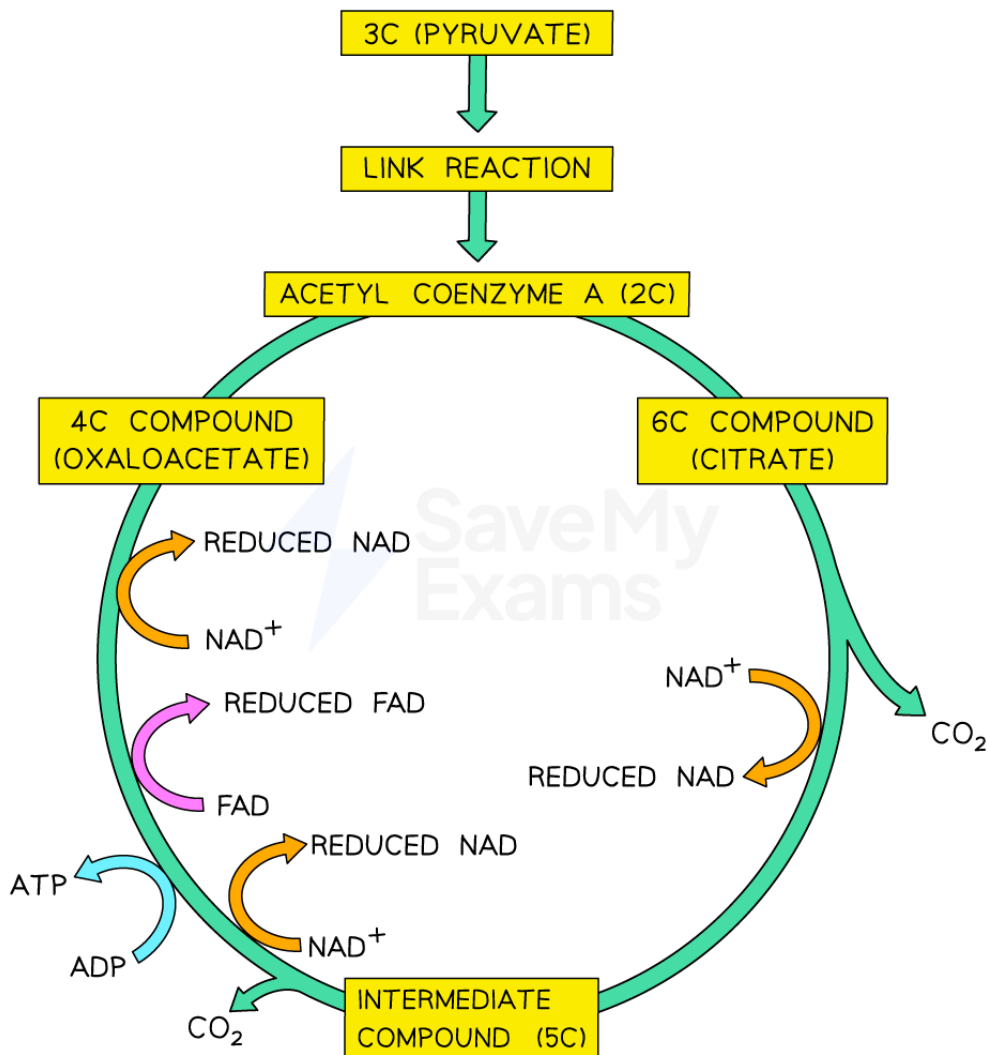 3C (PYRUVATE)
LINK REACTION
ACETYL COENZYME A (2C)
4C COMPOUND
(OXALOACETATE)
6C COMPOUND
(CITRATE)
SaveMy
Exams
REDUCED NAD
NAD⁺
REDUCED FAD
FAD
REDUCED NAD
NAD⁺
ATP
ADP
CO₂
NAD⁺
REDUCED NAD
CO₂
INTERMEDIATE
COMPOUND (5C)